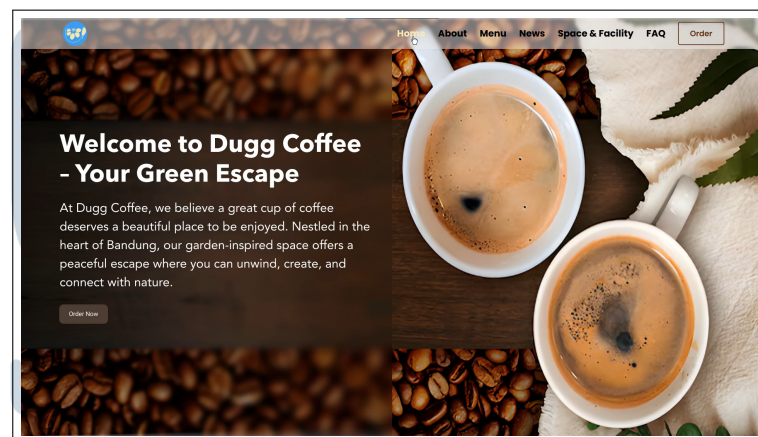 Home About Menu News Space & Facility FAQ Order
Welcome to Dugg Coffee
– Your Green Escape
At Dugg Coffee, we believe a great cup of coffee
deserves a beautiful place to be enjoyed. Nestled in the
heart of Bandung, our garden-inspired space offers a
peaceful escape where you can unwind, create, and
connect with nature.
Order Now